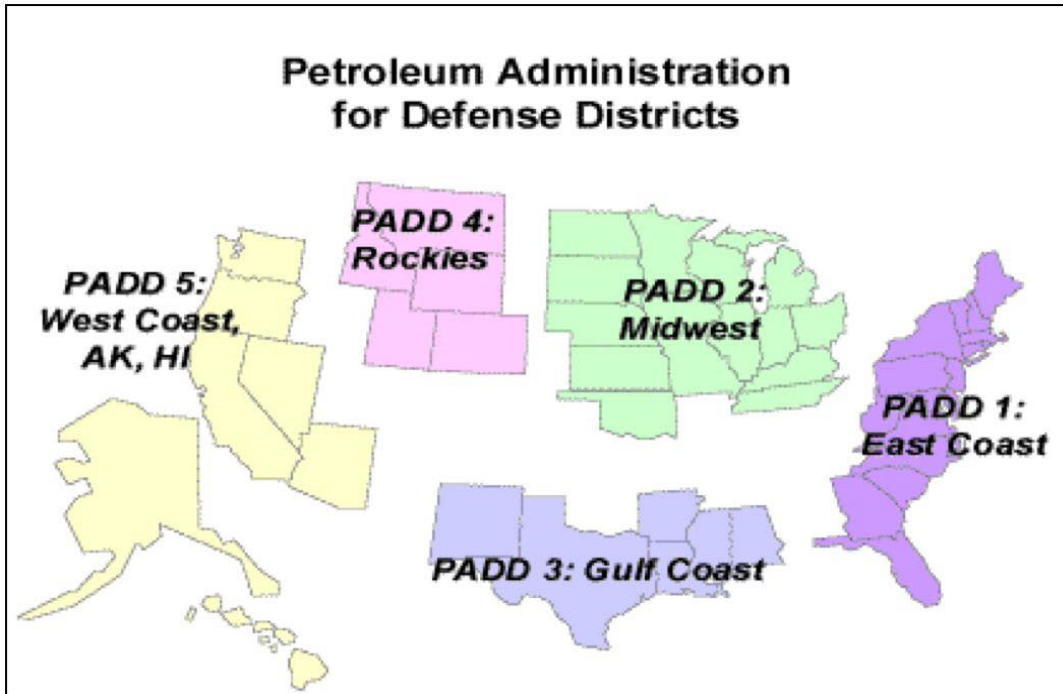 Petroleum Administration
for Defense Districts
PADD 4:
Rockies
PADD 5:
West Coast,
AK, HI
PADD 2:
Midwest
PADD 1:
East Coast
PADD 3: Gulf Coast